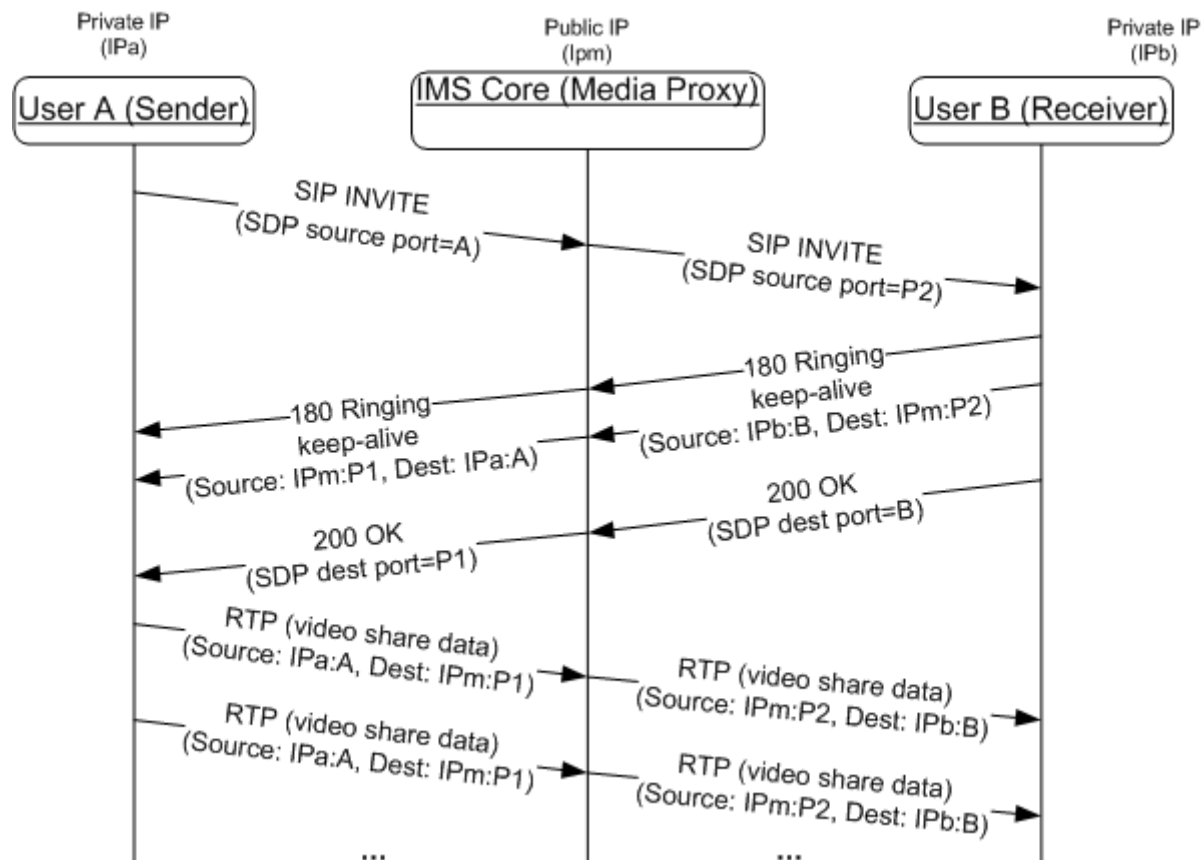 Private IP
(IPa)
Public IP
(Ipm)
Private IP
(IPb)
User A (Sender)
IMS Core (Media Proxy)
User B (Receiver)
SIP INVITE
(SDP source port=A)
SIP INVITE
(SDP source port=P2)
180 Ringing
keep-alive
(Source: IPb:B, Dest: IPm:P2)
180 Ringing
keep-alive
(Source: IPm:P1, Dest: IPa:A)
200 OK
(SDP dest port=B)
200 OK
(SDP dest port=P1)
RTP (video share data)
(Source: IPa:A, Dest: IPm:P1)
RTP (video share data)
(Source: IPm:P2, Dest: IPb:B)
RTP (video share data)
(Source: IPa:A, Dest: IPm:P1)
RTP (video share data)
(Source: IPm:P2, Dest: IPb:B)
...
...